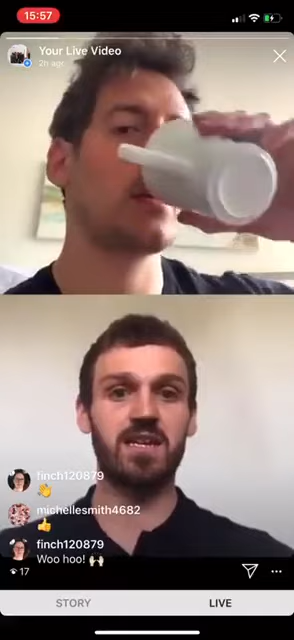 15:57
Your Live Video
2h ago
finch120879
👏
michellesmith4682
👍
finch120879
Woo hoo! 🙌🏻
17
STORY
LIVE